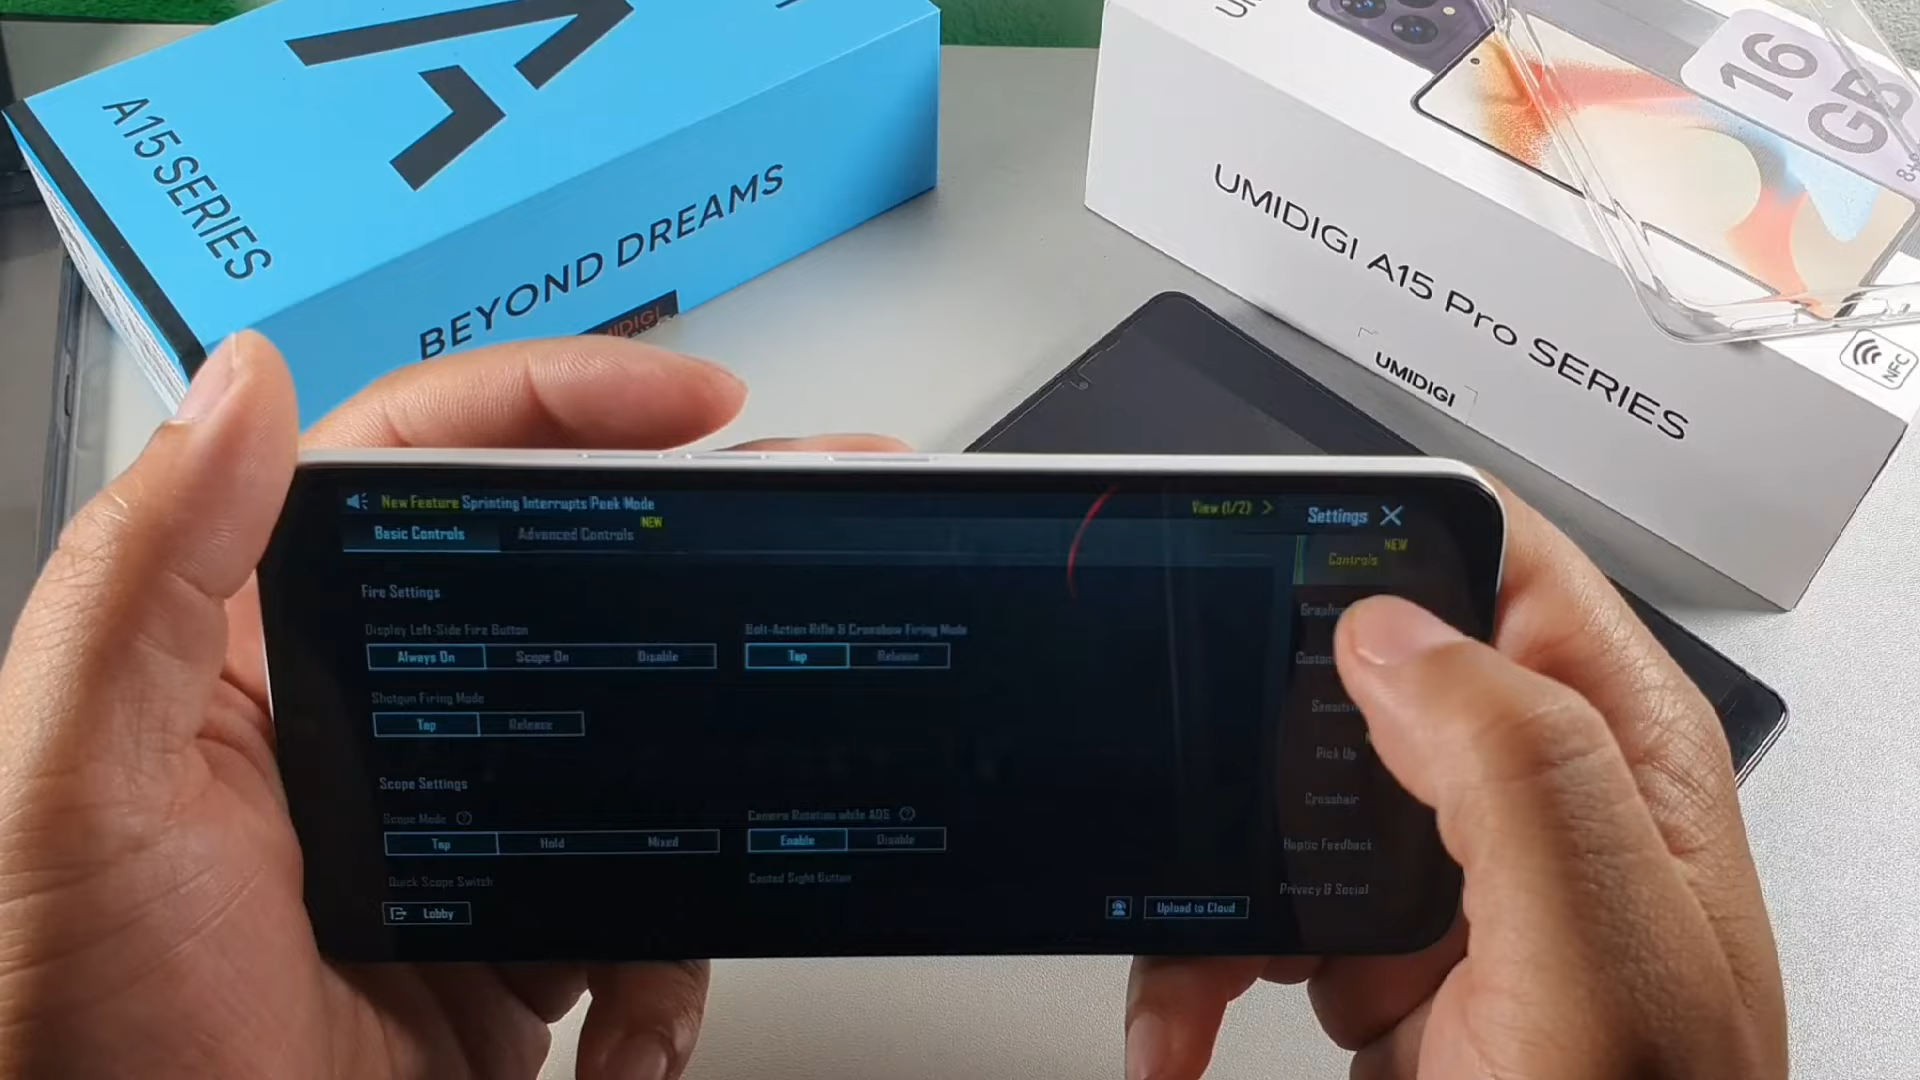 A15 SERIES
BEYOND DREAMS
UMIDIGI A15 Pro SERIES
UMIDIGI
16
GB
NFC
New Feature Sprinting Interrupts Peek Mode
View (1/2) >
Settings
Basic Controls
Advanced Controls
NEW
NEW
Controls
Fire Settings
Display Left-Side Fire Button
Always On
Scope On
Disable
Bolt-Action Rifle & Crossbow Firing Mode
Tap
Release
Shotgun Firing Mode
Tap
Release
Scope Settings
Scope Mode
Tap
Hold
Mixed
Camera Rotation while ADS
Enable
Disable
Quick Scope Switch
Canted Sight Button
Lobby
Upload to Cloud
Pick Up
Crosshair
Haptic Feedback
Privacy & Social